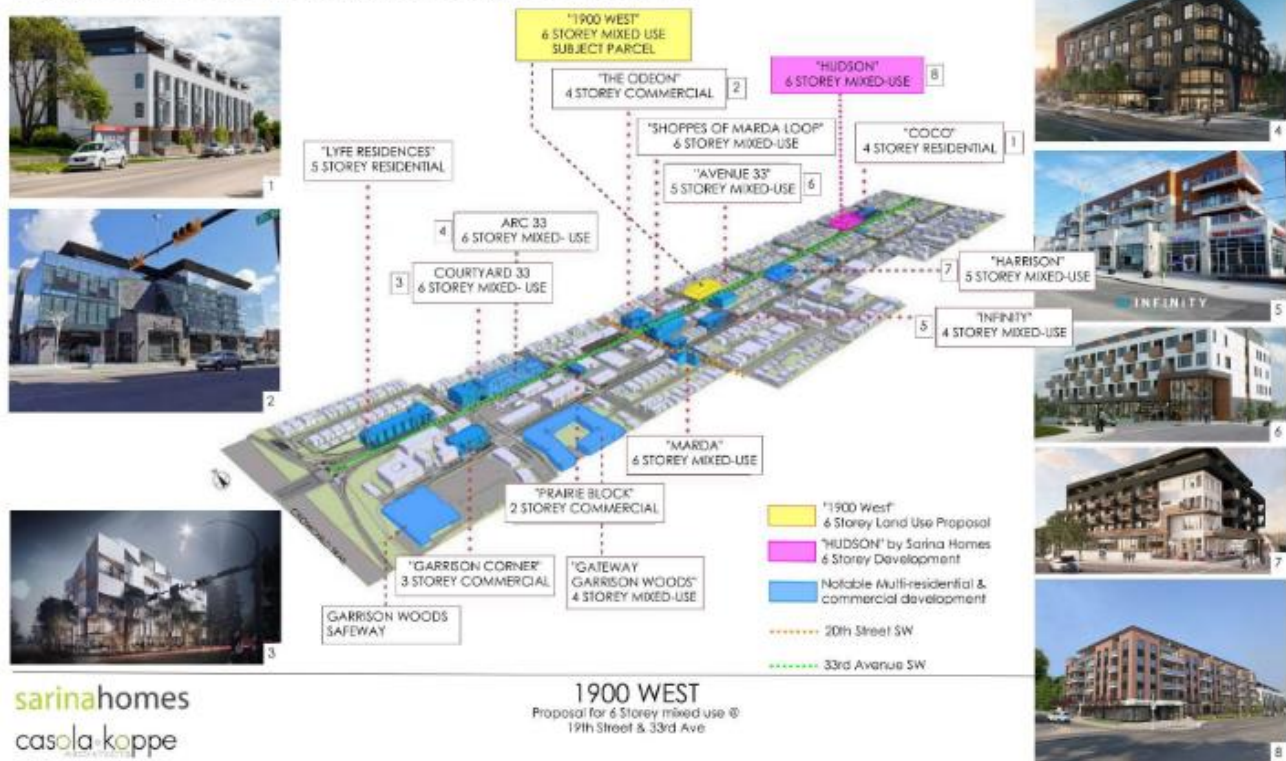 "1900 WEST"
6 STOREY MIXED USE
SUBJECT PARCEL
"THE ODEON"
4 STOREY COMMERCIAL
2
"HUDSON"
6 STOREY MIXED-USE
8
"SHOPPES OF MARDA LOOP"
6 STOREY MIXED-USE
"COCO"
4 STOREY RESIDENTIAL
1
"LYFE RESIDENCES"
5 STOREY RESIDENTIAL
"AVENUE 33"
5 STOREY MIXED-USE
6
4
ARC 33
6 STOREY MIXED- USE
3
COURTYARD 33
6 STOREY MIXED- USE
7
"HARRISON"
5 STOREY MIXED-USE
5
"INFINITY"
4 STOREY MIXED-USE
"MARDA"
6 STOREY MIXED-USE
"PRAIRIE BLOCK"
2 STOREY COMMERCIAL
"GARRISON CORNER"
3 STOREY COMMERCIAL
"GATEWAY
GARRISON WOODS"
4 STOREY MIXED-USE
GARRISON WOODS
SAFEWAY
"1900 West"
6 Storey Land Use Proposal
"HUDSON" by Sarina Homes
6 Storey Development
Notable Multi-residential &
commercial development
20th Street SW
33rd Avenue SW
1
2
3
4
INFINITY
5
6
7
8
sarinahomes
casola koppe
ARCHITECTS
1900 WEST
Proposal for 6 Storey mixed use @
19th Street & 33rd Ave